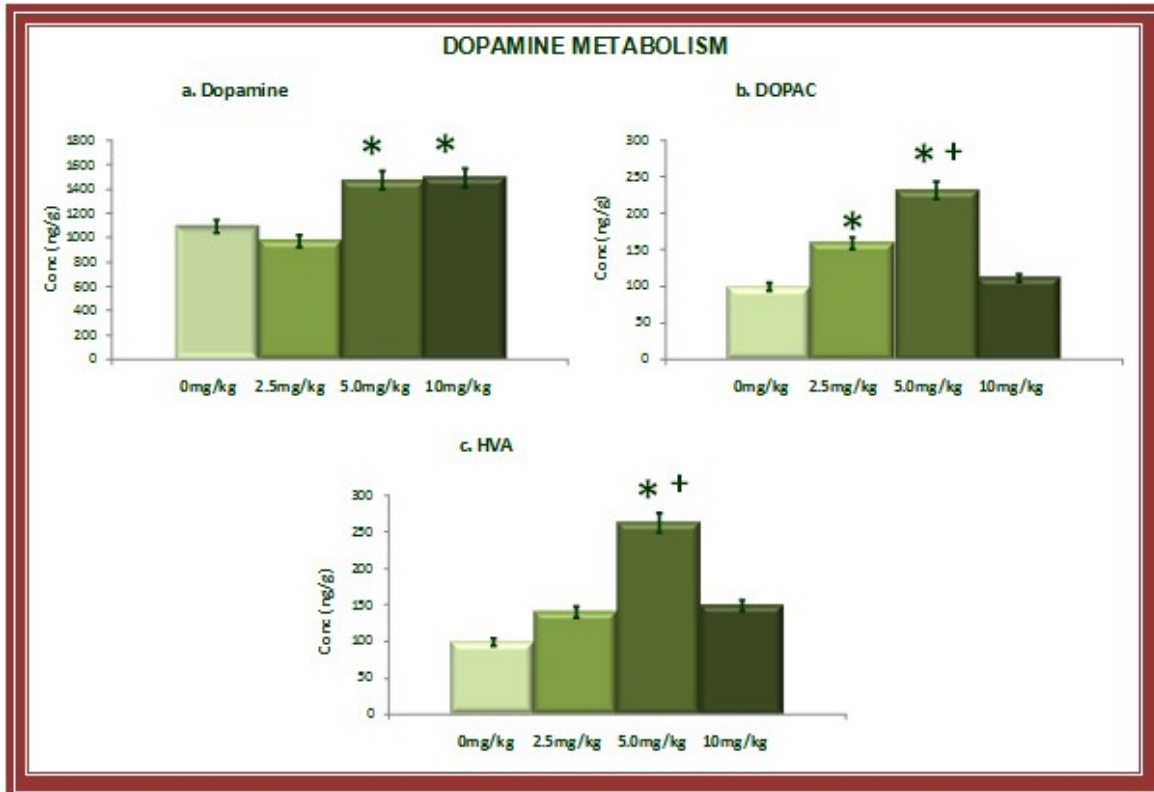 DOPAMINE METABOLISM
a. Dopamine
Conc (ng/g)
1800
1600
1400
1200
1000
800
600
400
200
0
* *
0mg/kg 2.5mg/kg 5.0mg/kg 10mg/kg
b. DOPAC
Conc (ng/g)
300
250
200
150
100
50
0
* * +
0mg/kg 2.5mg/kg 5.0mg/kg 10mg/kg
c. HVA
Conc (ng/g)
300
250
200
150
100
50
0
* +
0mg/kg 2.5mg/kg 5.0mg/kg 10mg/kg